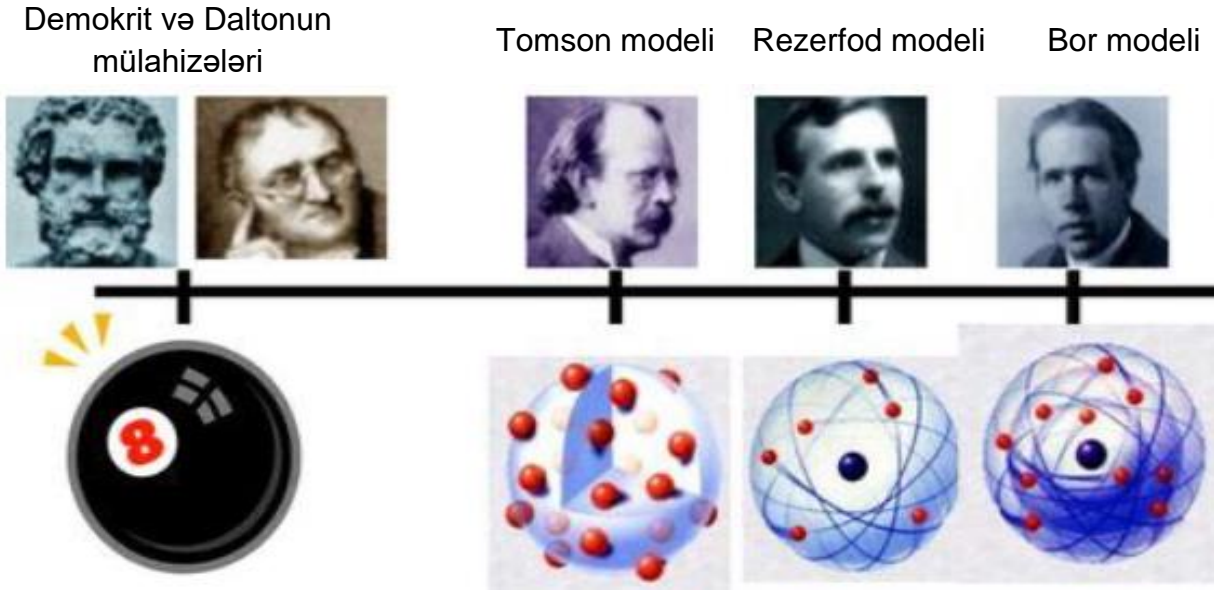 Demokrit və Daltonun
mülahizələri
Tomson modeli
Rezerfod modeli
Bor modeli
8